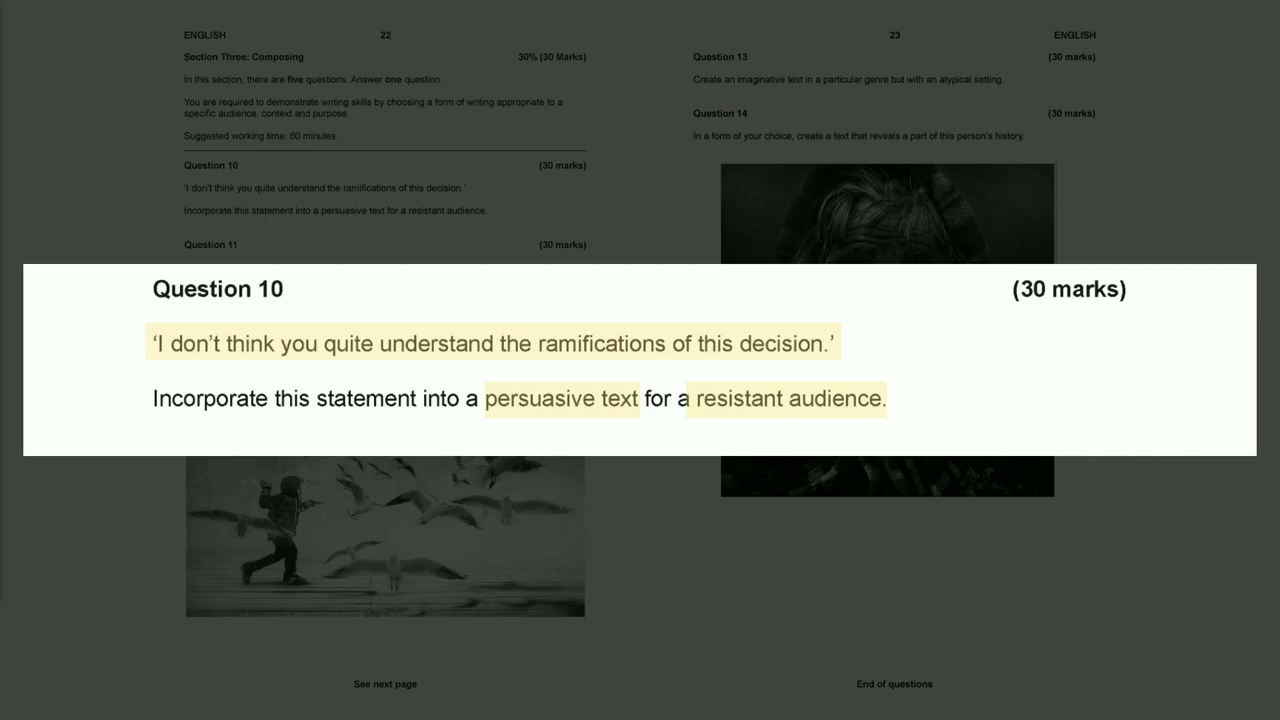 ENGLISH 22
Section Three: Composing 30% (30 Marks)
In this section, there are five questions. Answer one question.
You are required to demonstrate writing skills by choosing a form of writing appropriate to a
specific audience, context and purpose.
Suggested working time: 60 minutes.
Question 10 (30 marks)
‘I don’t think you quite understand the ramifications of this decision.’
Incorporate this statement into a persuasive text for a resistant audience.
Question 11 (30 marks)
23 ENGLISH
Question 13 (30 marks)
Create an imaginative text in a particular genre but with an atypical setting.
Question 14 (30 marks)
In a form of your choice, create a text that reveals a part of this person’s history.
Question 10 (30 marks)
‘I don’t think you quite understand the ramifications of this decision.’
Incorporate this statement into a persuasive text for a resistant audience.
See next page
End of questions